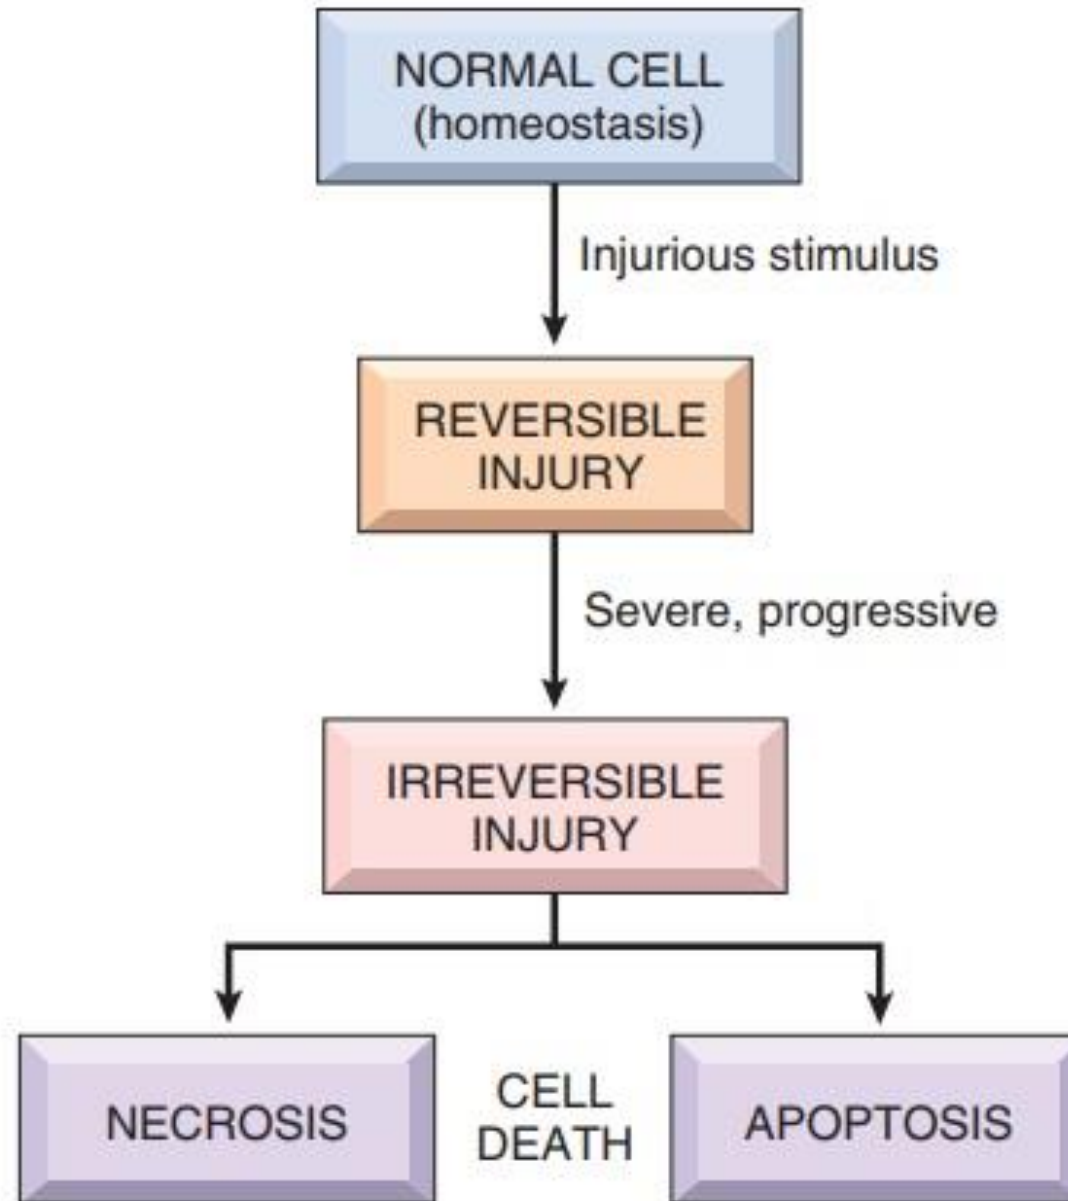 NORMAL CELL
(homeostasis)
Injurious stimulus
REVERSIBLE
INJURY
Severe, progressive
IRREVERSIBLE
INJURY
NECROSIS
CELL
DEATH
APOPTOSIS